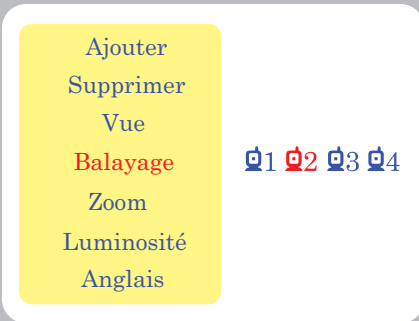 Ajouter
Supprimer
Vue
Balayage
1 2 3 4
Zoom
Luminosité
Anglais